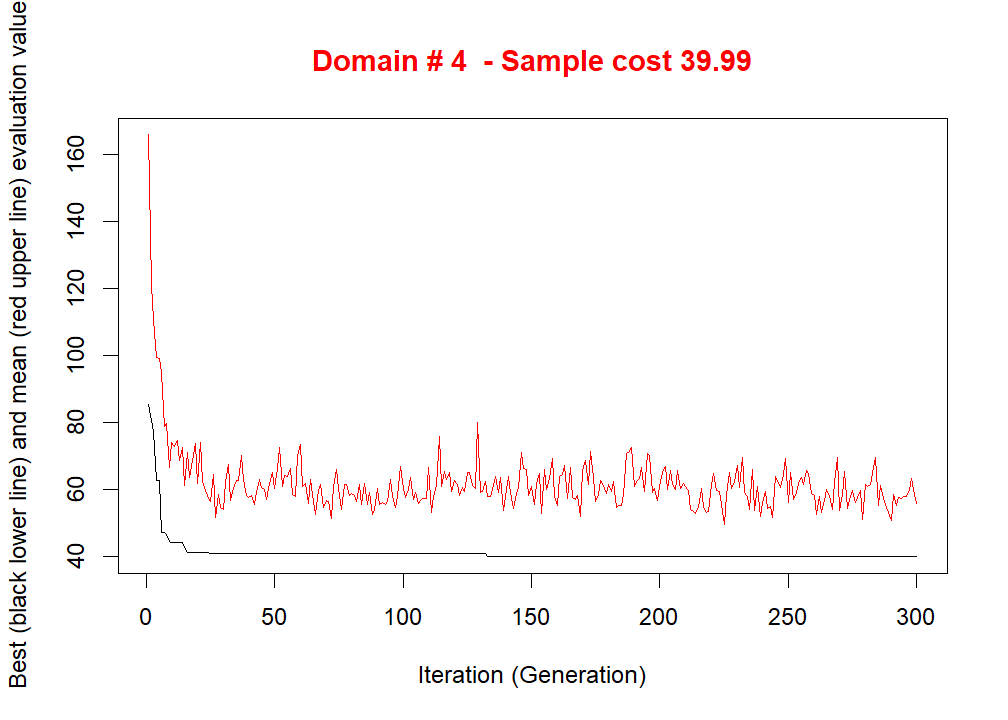 Domain # 4  - Sample cost 39.99
Best (black lower line) and mean (red upper line) evaluation value
160
140
120
100
80
60
40
0 50 100 150 200 250 300
Iteration (Generation)